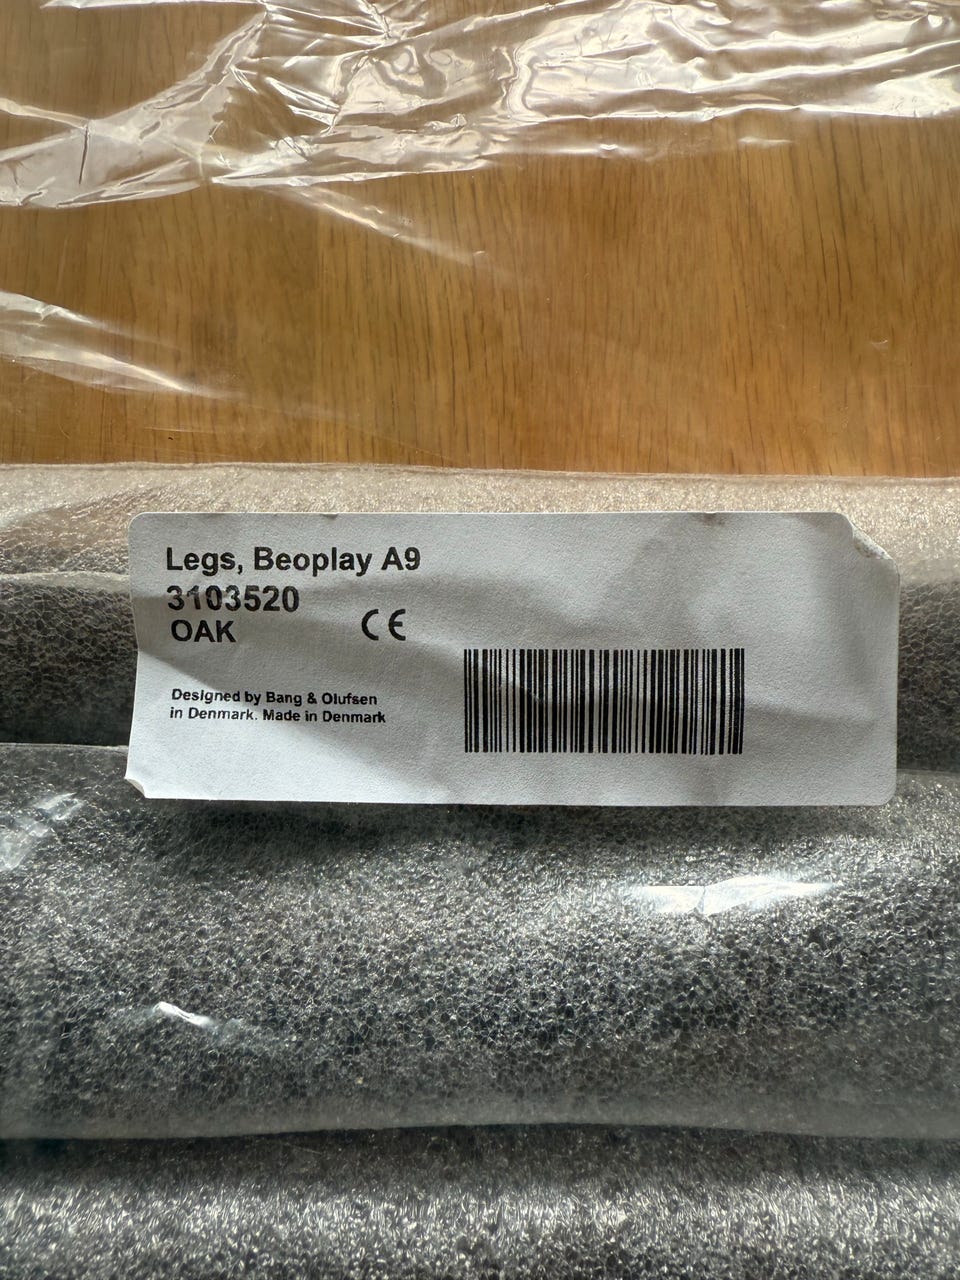 Legs, Beoplay A9
3103520
OAK
CE
Designed by Bang & Olufsen
in Denmark. Made in Denmark